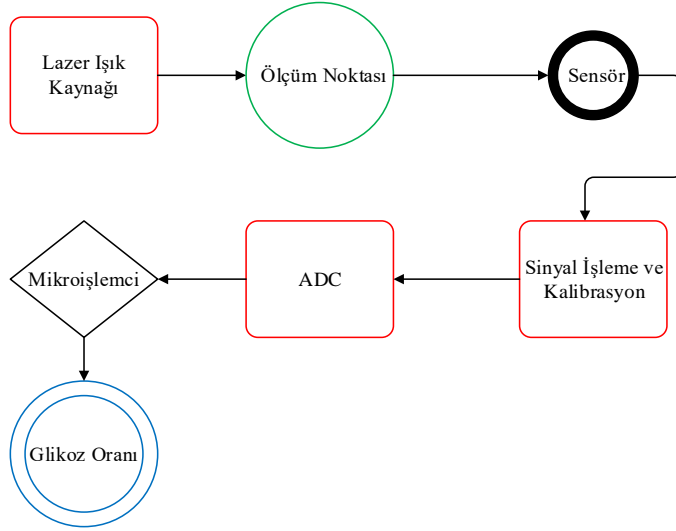 Lazer Işık
Kaynağı
Ölçüm Noktası
Sensör
Sinyal İşleme ve
Kalibrasyon
ADC
Mikroişlemci
Glikoz Oranı